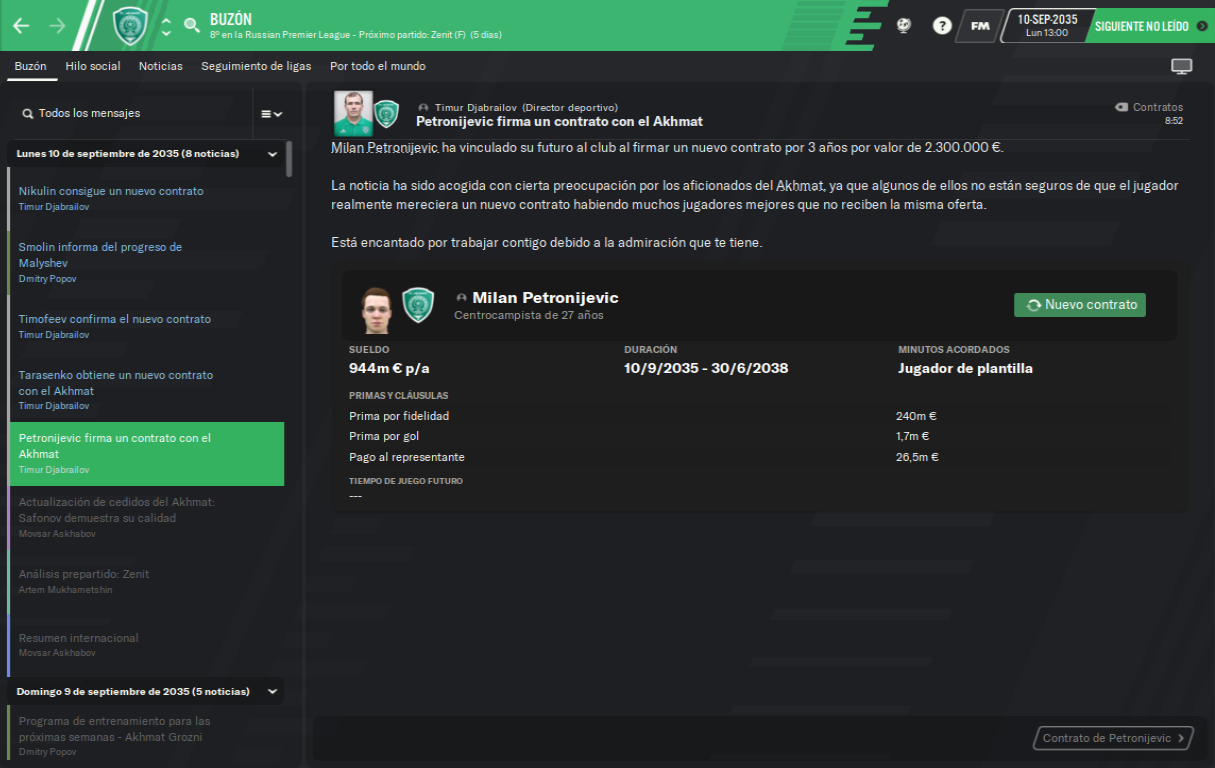 BUZÓN
8º en la Russian Premier League - Próximo partido: Zenit (F) (5 días)
?
FM
10-SEP-2035
Lun 13:00
SIGUIENTE NO LEÍDO
Buzón
Hilo social
Noticias
Seguimiento de ligas
Por todo el mundo
Todos los mensajes
Lunes 10 de septiembre de 2035 (8 noticias)
Nikulin consigue un nuevo contrato
Timur Djabrailov
Smolin informa del progreso de
Malyshev
Dmitry Popov
Timofeev confirma el nuevo contrato
Timur Djabrailov
Tarasenko obtiene un nuevo contrato
con el Akhmat
Timur Djabrailov
Petronijevic firma un contrato con el
Akhmat
Timur Djabrailov
Actualización de cedidos del Akhmat:
Safonov demuestra su calidad
Movsar Askhabov
Análisis prepartido: Zenit
Artem Mukhametshin
Resumen internacional
Movsar Askhabov
Domingo 9 de septiembre de 2035 (5 noticias)
Programa de entrenamiento para las
próximas semanas - Akhmat Grozni
Dmitry Popov
Timur Djabrailov (Director deportivo)
Petronijevic firma un contrato con el Akhmat
Contratos
8:52
Milan Petronijevic ha vinculado su futuro al club al firmar un nuevo contrato por 3 años por valor de 2.300.000 €.
La noticia ha sido acogida con cierta preocupación por los aficionados del Akhmat, ya que algunos de ellos no están seguros de que el jugador
realmente mereciera un nuevo contrato habiendo muchos jugadores mejores que no reciben la misma oferta.
Está encantado por trabajar contigo debido a la admiración que te tiene.
Milan Petronijevic
Centrocampista de 27 años
Nuevo contrato
SUELDO
DURACIÓN
MINUTOS ACORDADOS
944m € p/a
10/9/2035 - 30/6/2038
Jugador de plantilla
PRIMAS Y CLÁUSULAS
Prima por fidelidad
240m €
Prima por gol
1,7m €
Pago al representante
26,5m €
TIEMPO DE JUEGO FUTURO
---
Contrato de Petronijevic